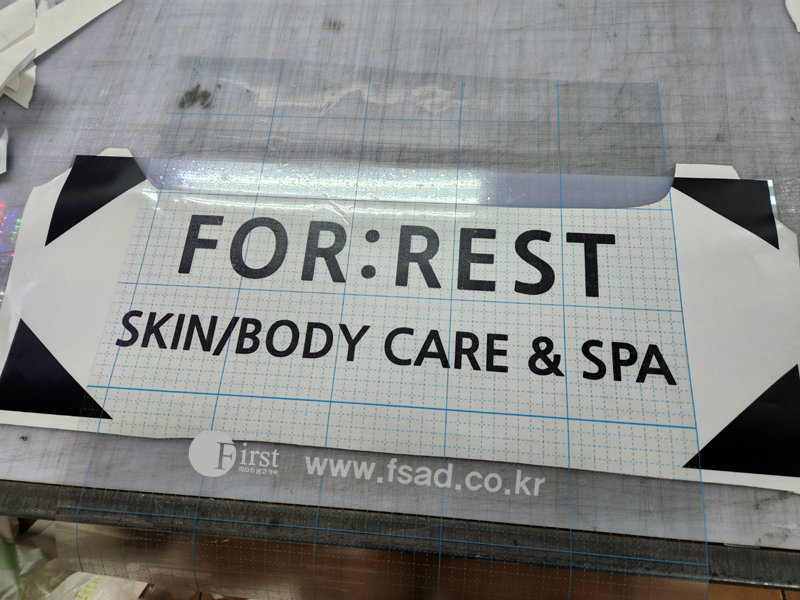 FOR:REST
SKIN/BODY CARE & SPA
First
www.fsad.co.kr